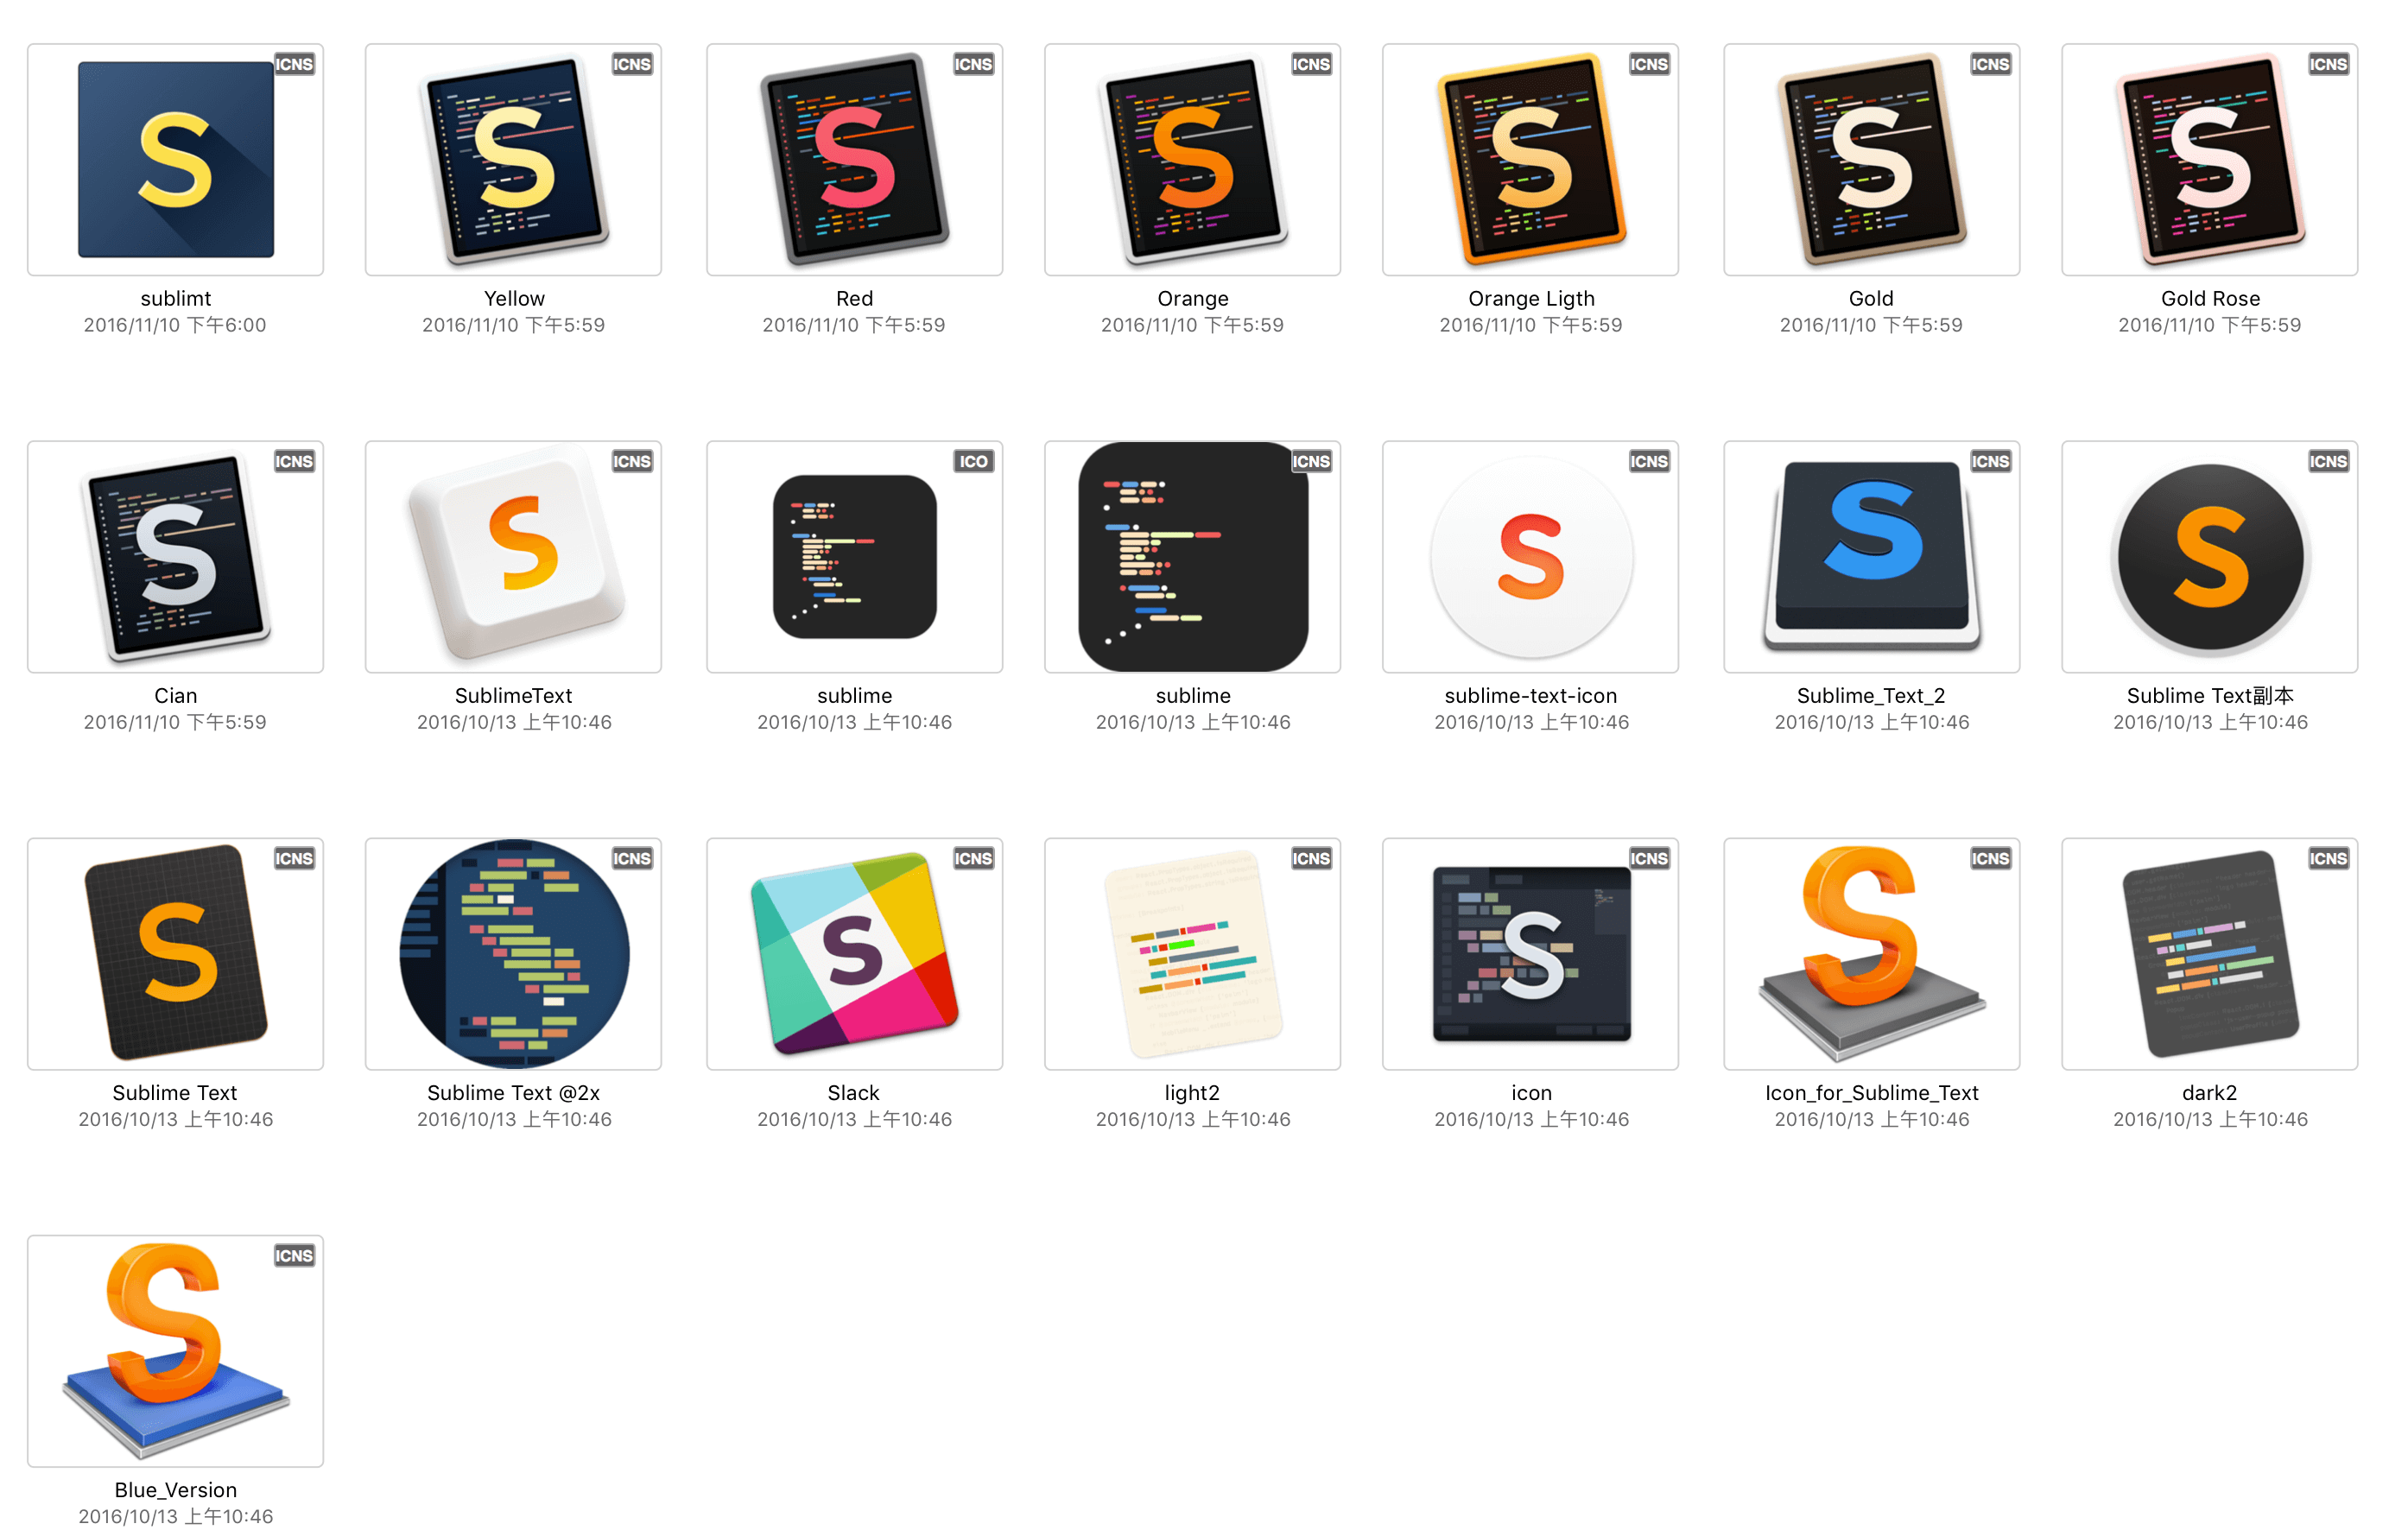 ICNS ICNS ICNS ICNS ICNS ICNS ICNS
S S S S S S S
sublimt Yellow Red Orange Orange Ligth Gold Gold Rose
2016/11/10 下午6:00 2016/11/10 下午5:59 2016/11/10 下午5:59 2016/11/10 下午5:59 2016/11/10 下午5:59 2016/11/10 下午5:59 2016/11/10 下午5:59
ICNS ICNS ICO ICNS ICNS ICNS ICNS
S S S S S
Cian SublimeText sublime sublime sublime-text-icon Sublime_Text_2 Sublime Text副本
2016/11/10 下午5:59 2016/10/13 上午10:46 2016/10/13 上午10:46 2016/10/13 上午10:46 2016/10/13 上午10:46 2016/10/13 上午10:46 2016/10/13 上午10:46
ICNS ICNS ICNS ICNS ICNS ICNS ICNS
S S S S
Sublime Text Sublime Text @2x Slack light2 icon Icon_for_Sublime_Text dark2
2016/10/13 上午10:46 2016/10/13 上午10:46 2016/10/13 上午10:46 2016/10/13 上午10:46 2016/10/13 上午10:46 2016/10/13 上午10:46 2016/10/13 上午10:46
ICNS
S
Blue_Version
2016/10/13 上午10:46